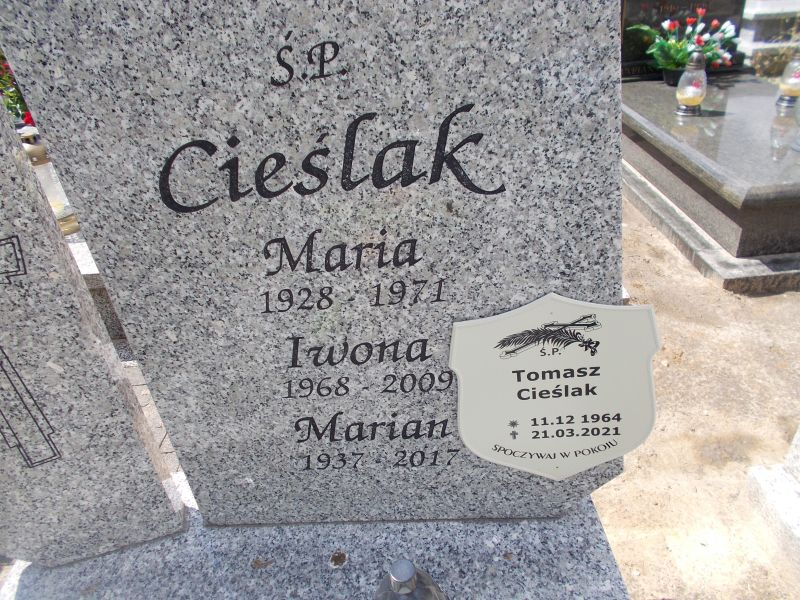 Ś.P.
Cieślak
Maria
1928 - 1971
Iwona
1968 - 2009
Marian
1937 - 2017
Ś.P.
Tomasz
Cieślak
11.12 1964
21.03.2021
SPOCZYWAJ W POKOJU